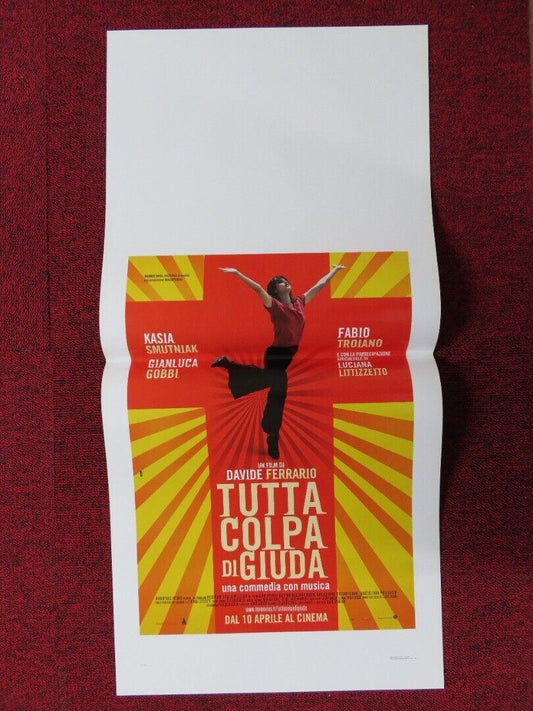 KASIA
SMUTNIAK
GIANLUCA
GOBBI
FABIO
TROIANO
E CON LA PARTECIPAZIONE
AMICHEVOLE DI
LUCIANA
LITTIZZETTO
UN FILM DI
DAVIDE FERRARIO
TUTTA
COLPA
DI GIUDA
una commedia con musica
DAL 10 APRILE AL CINEMA